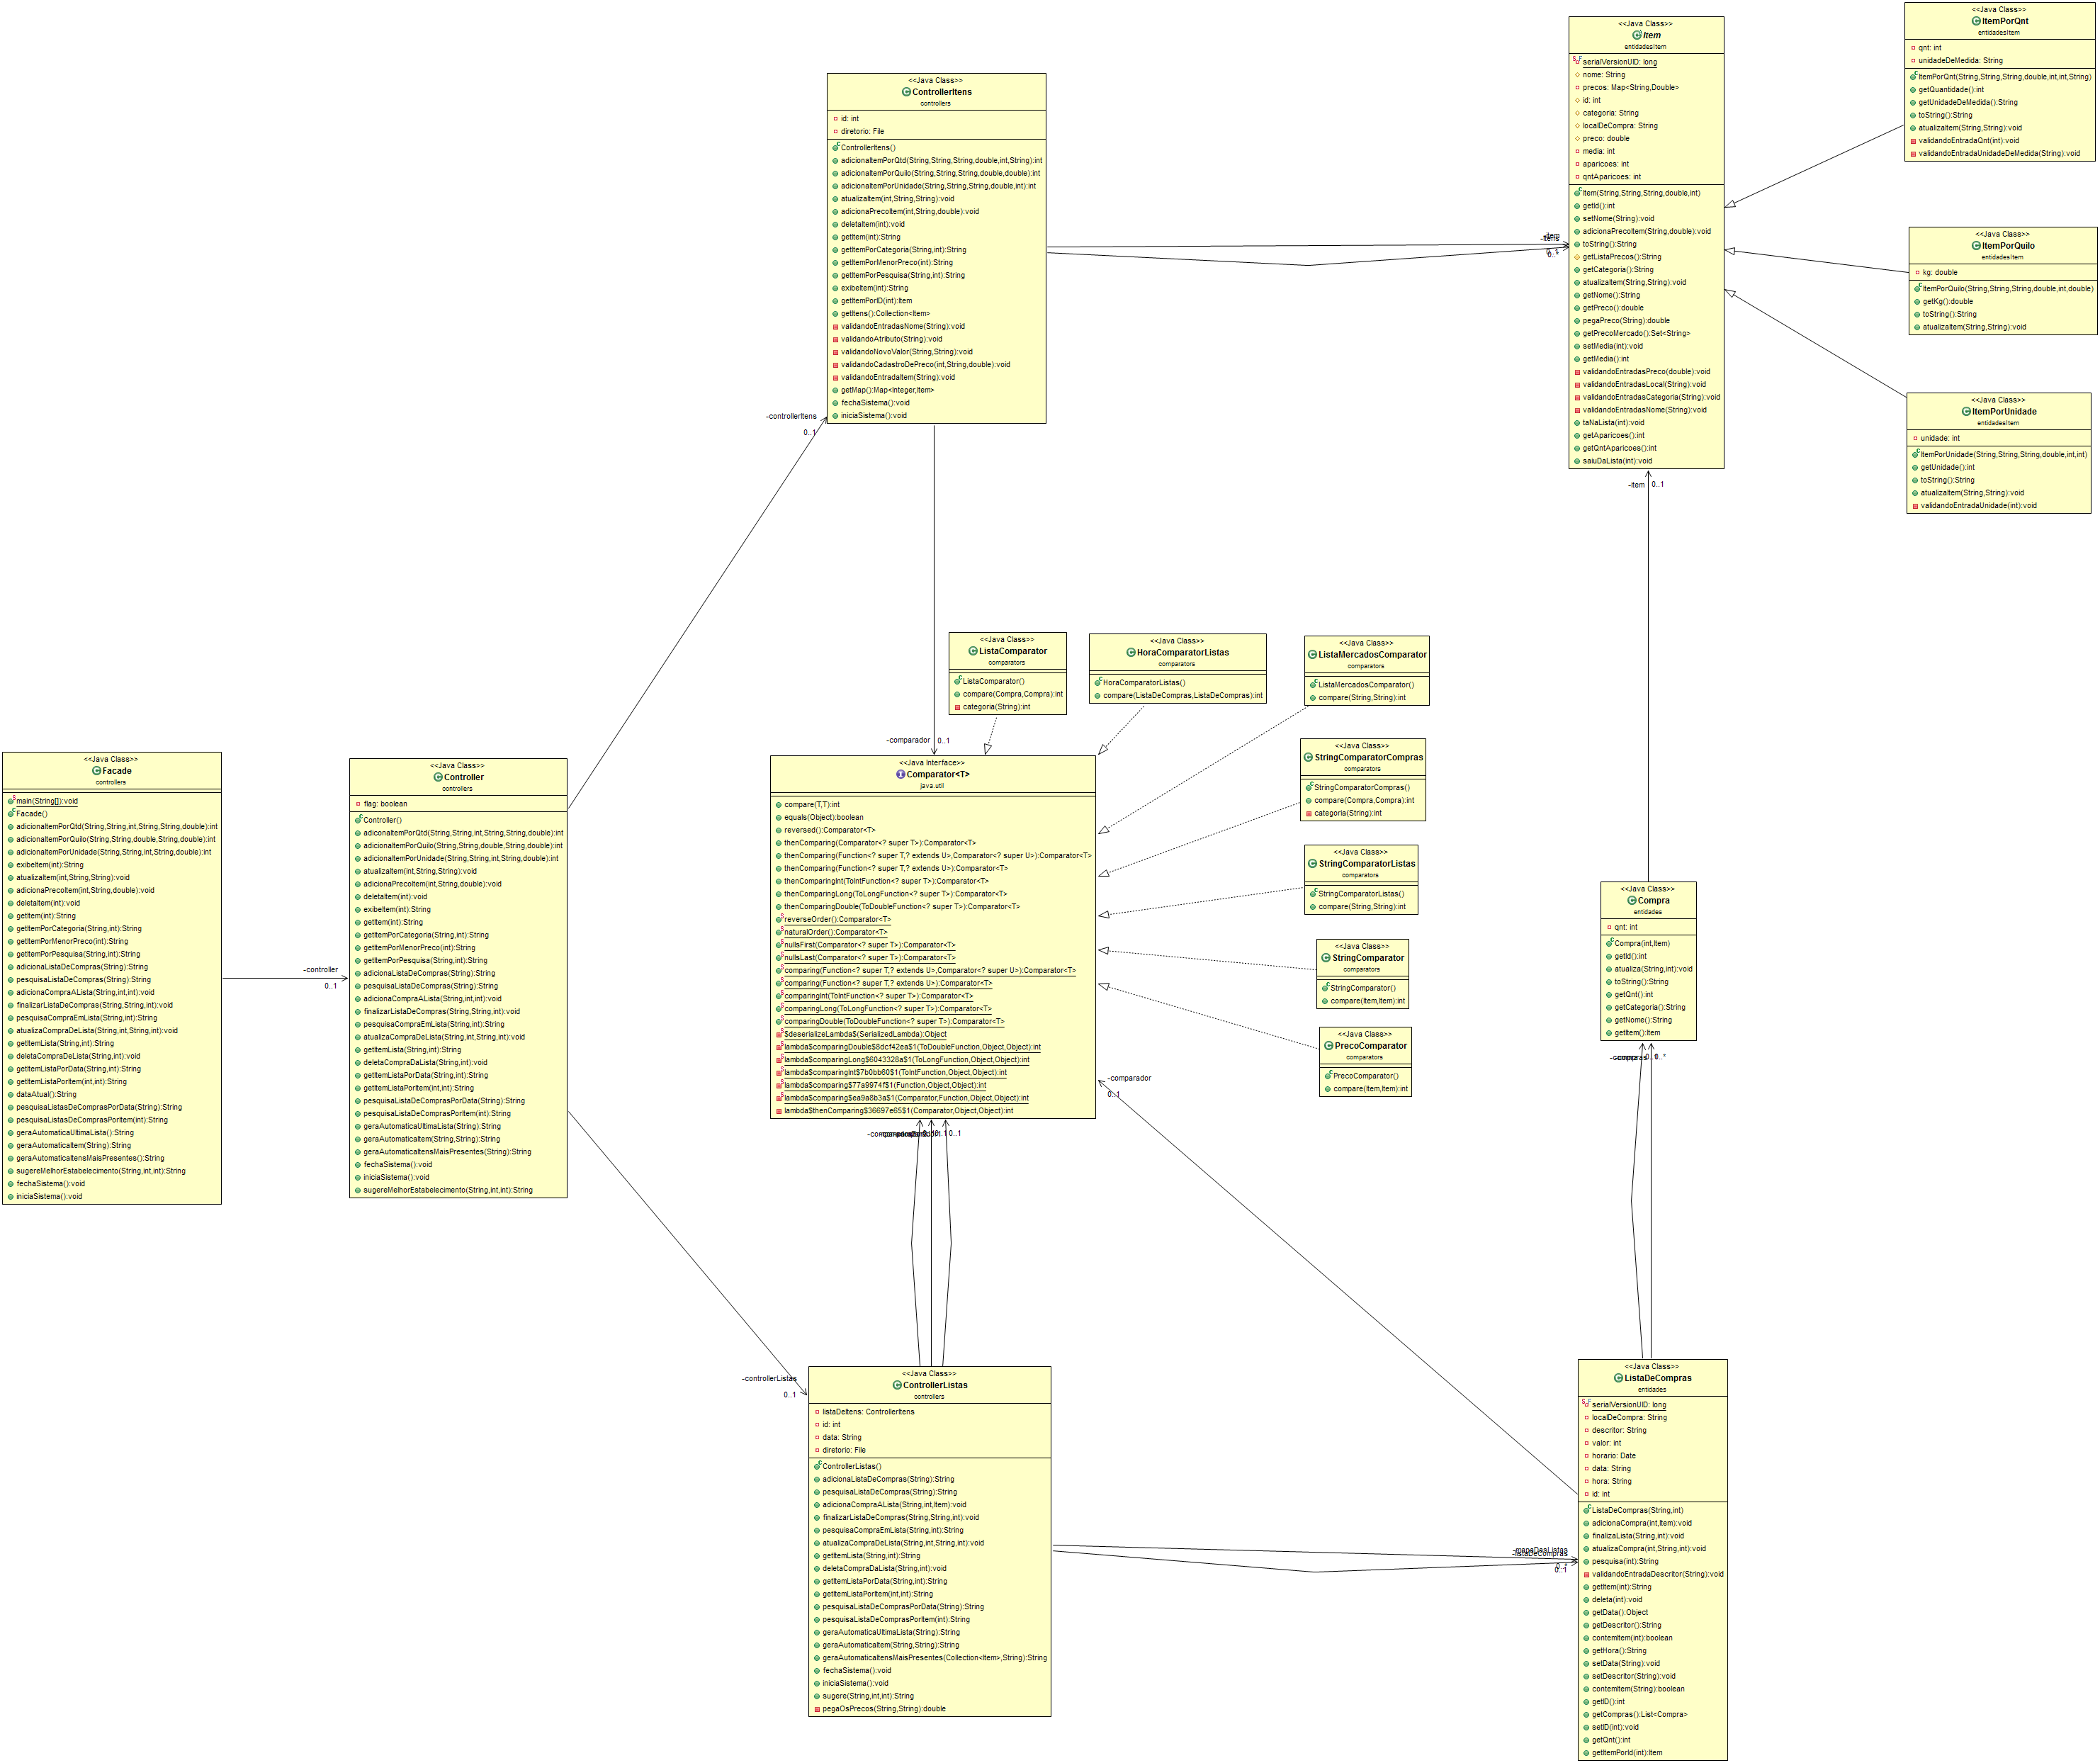 <<Java Class>>
Item
entidadesItem
serialVersionUID: long
nome: String
precos: Map<String,Double>
id: int
categoria: String
localDeCompra: String
preco: double
media: int
aparicoes: int
qntAparicoes: int
Item(String,String,String,double,int)
getId():int
setNome(String):void
adicionaPrecoItem(String,double):void
toString():String
getListaPrecos():String
getCategoria():String
atualizaItem(String,String):void
getNome():String
getPreco():double
pegaPreco(String):double
getPrecoMercado():Set<String>
setMedia(int):void
getMedia():int
validandoEntradasPreco(double):void
validandoEntradasLocal(String):void
validandoEntradasCategoria(String):void
validandoEntradasNome(String):void
taNaLista(int):void
getAparicoes():int
getQntAparicoes():int
saiuDaLista(int):void
<<Java Class>>
ItemPorQnt
entidadesItem
qnt: int
unidadeDeMedida: String
ItemPorQnt(String,String,String,double,int,int,String)
getQuantidade():int
getUnidadeDeMedida():String
toString():String
atualizaItem(String,String):void
validandoEntradaQnt(int):void
validandoEntradaUnidadeDeMedida(String):void
<<Java Class>>
ItemPorQuilo
entidadesItem
kg: double
ItemPorQuilo(String,String,String,double,int,double)
getKg():double
toString():String
atualizaItem(String,String):void
<<Java Class>>
ItemPorUnidade
entidadesItem
unidade: int
ItemPorUnidade(String,String,String,double,int,int)
getUnidade():int
toString():String
atualizaItem(String,String):void
validandoEntradaUnidade(int):void
<<Java Class>>
ControllerItens
controllers
id: int
diretorio: File
ControllerItens()
adicionaItemPorQtd(String,String,String,double,int,String):int
adicionaItemPorQuilo(String,String,String,double,double):int
adicionaItemPorUnidade(String,String,String,double,int):int
atualizaItem(int,String,String):void
adicionaPrecoItem(int,String,double):void
deletaItem(int):void
getItem(int):String
getItemPorCategoria(String,int):String
getItemPorMenorPreco(int):String
getItemPorPesquisa(String,int):String
exibeItem(int):String
getItemPorID(int):Item
getItens():Collection<Item>
validandoEntradasNome(String):void
validandoAtributo(String):void
validandoNovoValor(String,String):void
validandoCadastroDePreco(int,String,double):void
validandoEntradaItem(String):void
getMap():Map<Integer,Item>
fechaSistema():void
iniciaSistema():void
-item
-itens
0..*
-controllerItens
0..1
-item 0..1
<<Java Class>>
ListaComparator
comparators
ListaComparator()
compare(Compra,Compra):int
categoria(String):int
<<Java Class>>
HoraComparatorListas
comparators
HoraComparatorListas()
compare(ListaDeCompras,ListaDeCompras):int
<<Java Class>>
ListaMercadosComparator
comparators
ListaMercadosComparator()
compare(String,String):int
<<Java Class>>
StringComparatorCompras
comparators
StringComparatorCompras()
compare(Compra,Compra):int
categoria(String):int
<<Java Class>>
StringComparatorListas
comparators
StringComparatorListas()
compare(String,String):int
<<Java Class>>
StringComparator
comparators
StringComparator()
compare(Item,Item):int
<<Java Class>>
PrecoComparator
comparators
PrecoComparator()
compare(Item,Item):int
-comparador 0..1
<<Java Interface>>
Comparator<T>
java.util
compare(T,T):int
equals(Object):boolean
reversed():Comparator<T>
thenComparing(Comparator<? super T>):Comparator<T>
thenComparing(Function<? super T,? extends U>,Comparator<? super U>):Comparator<T>
thenComparing(Function<? super T,? extends U>):Comparator<T>
thenComparingInt(ToIntFunction<? super T>):Comparator<T>
thenComparingLong(ToLongFunction<? super T>):Comparator<T>
thenComparingDouble(ToDoubleFunction<? super T>):Comparator<T>
reverseOrder():Comparator<T>
naturalOrder():Comparator<T>
nullsFirst(Comparator<? super T>):Comparator<T>
nullsLast(Comparator<? super T>):Comparator<T>
comparing(Function<? super T,? extends U>,Comparator<? super U>):Comparator<T>
comparing(Function<? super T,? extends U>):Comparator<T>
comparingInt(ToIntFunction<? super T>):Comparator<T>
comparingLong(ToLongFunction<? super T>):Comparator<T>
comparingDouble(ToDoubleFunction<? super T>):Comparator<T>
$deserializeLambda$(SerializedLambda):Object
lambda$comparingDouble$8dcf42ea$1(ToDoubleFunction,Object,Object):int
lambda$comparingLong$6043328a$1(ToLongFunction,Object,Object):int
lambda$comparingInt$7b0bb60$1(ToIntFunction,Object,Object):int
lambda$comparing$77a9974f$1(Function,Object,Object):int
lambda$comparing$ea9a8b3a$1(Comparator,Function,Object,Object):int
lambda$thenComparing$36697e65$1(Comparator,Object,Object):int
-comparador
0..1
0..1
<<Java Class>>
Facade
controllers
main(String[]):void
Facade()
adicionaItemPorQtd(String,String,int,String,String,double):int
adicionaItemPorQuilo(String,String,double,String,double):int
adicionaItemPorUnidade(String,String,int,String,double):int
exibeItem(int):String
atualizaItem(int,String,String):void
adicionaPrecoItem(int,String,double):void
deletaItem(int):void
getItem(int):String
getItemPorCategoria(String,int):String
getItemPorMenorPreco(int):String
getItemPorPesquisa(String,int):String
adicionaListaDeCompras(String):String
pesquisaListaDeCompras(String):String
adicionaCompraALista(String,int,int):void
finalizarListaDeCompras(String,String,int):void
pesquisaCompraEmLista(String,int):String
atualizaCompraDeLista(String,int,String,int):void
getItemLista(String,int):String
deletaCompraDeLista(String,int):void
getItemListaPorData(String,int):String
getItemListaPorItem(int,int):String
dataAtual():String
pesquisaListasDeComprasPorData(String):String
pesquisaListasDeComprasPorItem(int):String
geraAutomaticaUltimaLista():String
geraAutomaticaItem(String):String
geraAutomaticaItensMaisPresentes():String
sugereMelhorEstabelecimento(String,int,int):String
fechaSistema():void
iniciaSistema():void
-controller
0..1
<<Java Class>>
Controller
controllers
flag: boolean
Controller()
adiconaItemPorQtd(String,String,int,String,String,double):int
adicionaItemPorQuilo(String,String,double,String,double):int
adicionaItemPorUnidade(String,String,int,String,double):int
atualizaItem(int,String,String):void
adicionaPrecoItem(int,String,double):void
deletaItem(int):void
exibeItem(int):String
getItem(int):String
getItemPorCategoria(String,int):String
getItemPorMenorPreco(int):String
getItemPorPesquisa(String,int):String
adicionaListaDeCompras(String):String
pesquisaListaDeCompras(String):String
adicionaCompraALista(String,int,int):void
finalizarListaDeCompras(String,String,int):void
pesquisaCompraEmLista(String,int):String
atualizaCompraDeLista(String,int,String,int):void
getItemLista(String,int):String
deletaCompraDaLista(String,int):void
getItemListaPorData(String,int):String
getItemListaPorItem(int,int):String
pesquisaListaDeComprasPorData(String):String
pesquisaListaDeComprasPorItem(int):String
geraAutomaticaUltimaLista(String):String
geraAutomaticaItem(String,String):String
geraAutomaticaItensMaisPresentes(String):String
fechaSistema():void
iniciaSistema():void
sugereMelhorEstabelecimento(String,int,int):String
<<Java Class>>
Compra
entidades
qnt: int
Compra(int,Item)
getId():int
atualiza(String,int):void
toString():String
getQnt():int
getCategoria():String
getNome():String
getItem():Item
-compras 0..*
-controllerListas
0..1
<<Java Class>>
ControllerListas
controllers
listaDeItens: ControllerItens
id: int
data: String
diretorio: File
ControllerListas()
adicionaListaDeCompras(String):String
pesquisaListaDeCompras(String):String
adicionaCompraALista(String,int,Item):void
finalizarListaDeCompras(String,String,int):void
pesquisaCompraEmLista(String,int):String
atualizaCompraDeLista(String,int,String,int):void
getItemLista(String,int):String
deletaCompraDaLista(String,int):void
getItemListaPorData(String,int):String
getItemListaPorItem(int,int):String
pesquisaListaDeComprasPorData(String):String
pesquisaListaDeComprasPorItem(int):String
geraAutomaticaUltimaLista(String):String
geraAutomaticaItem(String,String):String
geraAutomaticaItensMaisPresentes(Collection<Item>,String):String
fechaSistema():void
iniciaSistema():void
sugere(String,int,int):String
pegaOsPrecos(String,String):double
-mapaDasListas
-listaDeCompras
0..1
<<Java Class>>
ListaDeCompras
entidades
serialVersionUID: long
localDeCompra: String
descritor: String
valor: int
horario: Date
data: String
hora: String
id: int
ListaDeCompras(String,int)
adicionaCompra(int,Item):void
finalizaLista(String,int):void
atualizaCompra(int,String,int):void
pesquisa(int):String
validandoEntradaDescritor(String):void
getItem(int):String
deleta(int):void
getData():Object
getDescritor():String
contemItem(int):boolean
getHora():String
setData(String):void
setDescritor(String):void
contemItem(String):boolean
getID():int
getCompras():List<Compra>
setID(int):void
getQnt():int
getItemPorId(int):Item